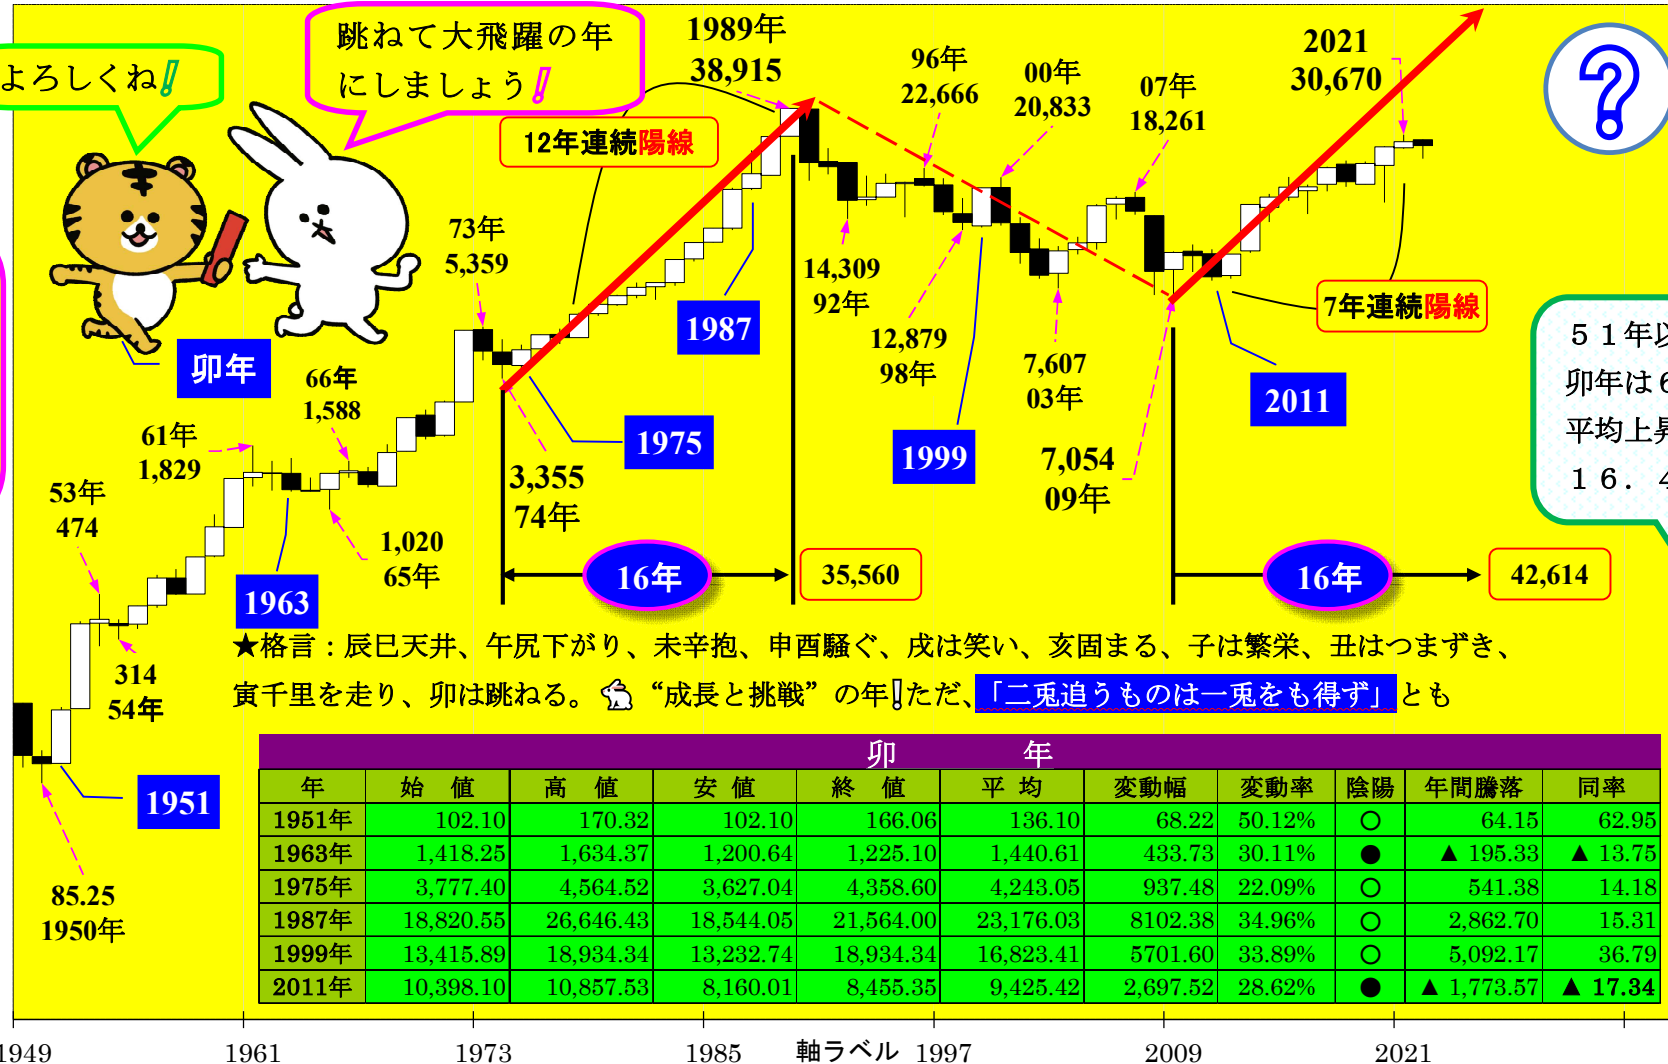 よろしくね!
跳ねて大飛躍の年
にしましょう!
1989年
38,915
96年
22,666
00年
20,833
07年
18,261
2021
30,670
?
12年連続陽線
73年
5,359
14,309
92年
12,879
98年
7,607
03年
7年連続陽線
卯年
1987
2011
1975
1999
66年
1,588
61年
1,829
53年
474
3,355
74年
7,054
09年
1,020
65年
1963
314
54年
1951
85.25
1950年
16年
35,560
16年
42,614
51年以
卯年は6
平均上昇
16.4
★格言：辰巳天井、午尻下がり、未辛抱、申酉騒ぐ、戌は笑い、亥固まる、子は繁栄、丑はつまずき、
寅千里を走り、卯は跳ねる。 “成長と挑戦”の年!ただ、「二兎追うものは一兎をも得ず」とも
卯 年
年 始値 高値 安値 終値 平均 変動幅 変動率 陰陽 年間騰落 同率
1951年 102.10 170.32 102.10 166.06 136.10 68.22 50.12% ○ 64.15 62.95
1963年 1,418.25 1,634.37 1,200.64 1,225.10 1,440.61 433.73 30.11% ● ▲ 195.33 ▲ 13.75
1975年 3,777.40 4,564.52 3,627.04 4,358.60 4,243.05 937.48 22.09% ○ 541.38 14.18
1987年 18,820.55 26,646.43 18,544.05 21,564.00 23,176.03 8102.38 34.96% ○ 2,862.70 15.31
1999年 13,415.89 18,934.34 13,232.74 18,934.34 16,823.41 5701.60 33.89% ○ 5,092.17 36.79
2011年 10,398.10 10,857.53 8,160.01 8,455.35 9,425.42 2,697.52 28.62% ● ▲ 1,773.57 ▲ 17.34
1949 1961 1973 1985 軸ラベル 1997 2009 2021